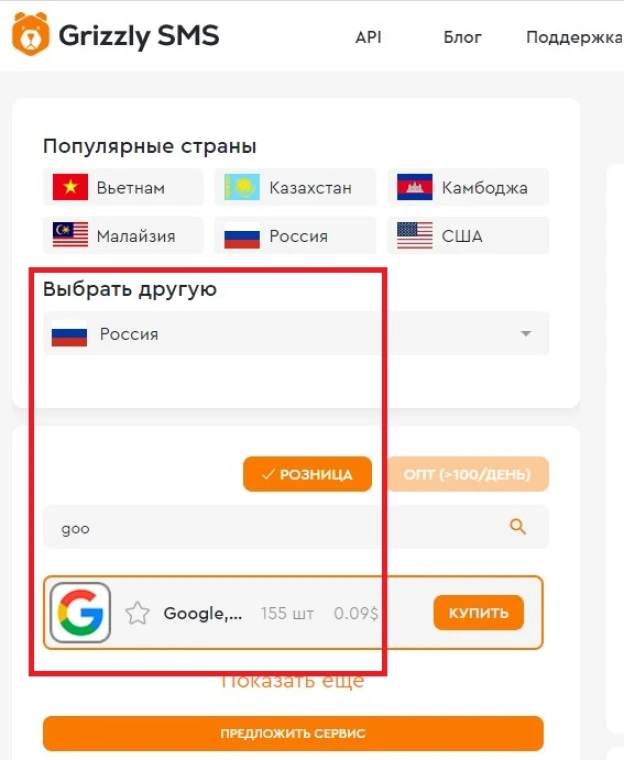 Grizzly SMS API Блог Поддержка
Популярные страны
Вьетнам Казахстан Камбоджа
Малайзия Россия США
Выбрать другую
Россия
РОЗНИЦА ОПТ (>100/ДЕНЬ)
goo
Google,... 155 шт 0.09$ КУПИТЬ
Показать еще
ПРЕДЛОЖИТЬ СЕРВИС